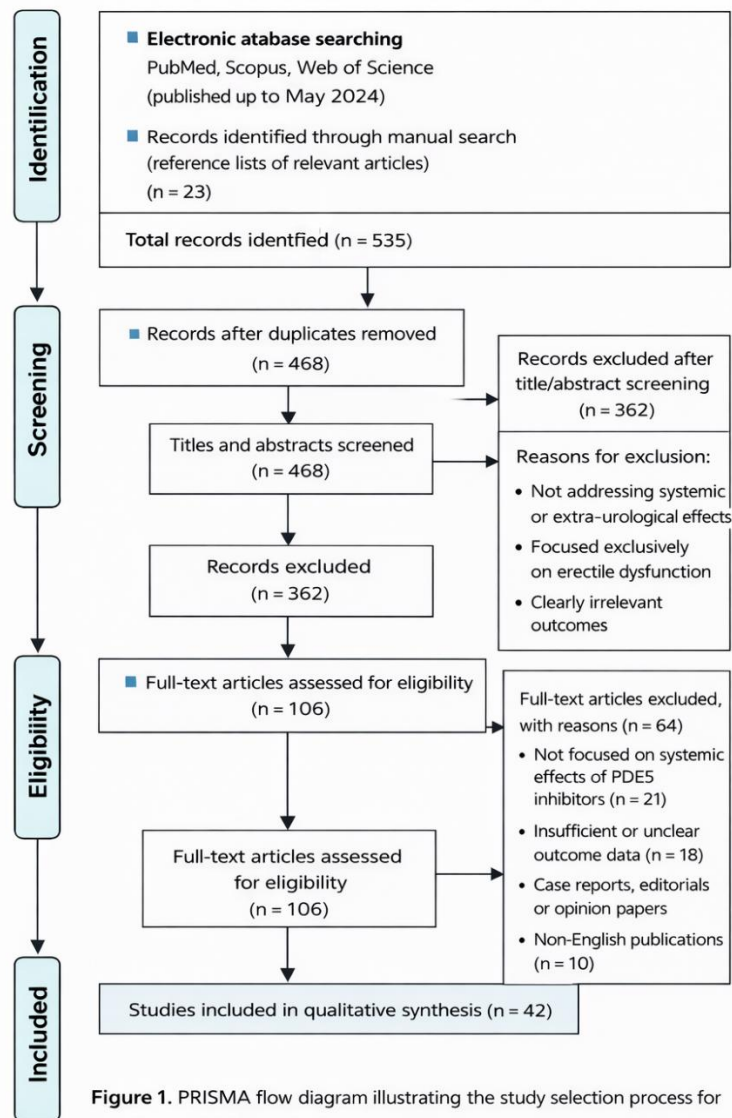 Identilication
Electronic atabase searching
PubMed, Scopus, Web of Science
(published up to May 2024)
Records identified through manual search
(reference lists of relevant articles)
(n = 23)
Total records identfied (n = 535)
Screening
Records after duplicates removed
(n = 468)
Records excluded after
title/abstract screening
(n = 362)
Titles and abstracts screened
(n = 468)
Reasons for exclusion:
• Not addressing systemic
or extra-urological effects
• Focused exclusively
on erectile dysfunction
• Clearly irrelevant
outcomes
Records excluded
(n = 362)
Eligibiiity
Full-text articles assessed for eligibility
(n = 106)
Full-text articles excluded,
with reasons (n = 64)
• Not focused on systemic
effects of PDE5
inhibitors (n = 21)
• Insufficient or unclear
outcome data (n = 18)
• Case reports, editorials
or opinion papers
• Non-English publications
(n = 10)
Full-text articles assessed
for eligibility
(n = 106)
Included
Studies included in qualitative synthesis (n = 42)
Figure 1. PRISMA flow diagram illustrating the study selection process for